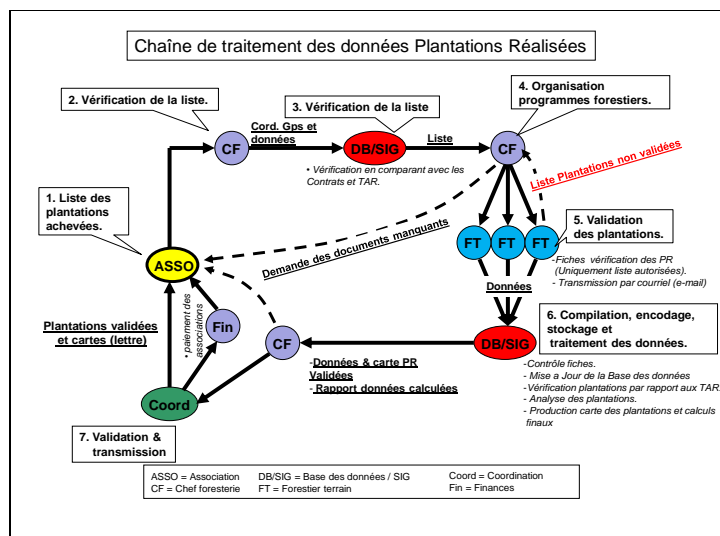 Chaîne de traitement des données Plantations Réalisées
2. Vérification de la liste.
3. Vérification de la liste
4. Organisation
programmes forestiers.
Cord. Gps et
données
Liste
CF
DB/SIG
CF
Liste Plantations non validées
• Vérification en comparant avec les
Contrats et TAR.
1. Liste des
plantations
achevées.
5. Validation
des plantations.
FT
FT
FT
Demande des documents manquants
ASSO
-Fiches vérification des PR
(Uniquement liste autorisées).
- Transmission par courriel (e-mail)
Données
Plantations validées
et cartes (lettre)
• paiement des
associations
Fin
CF
DB/SIG
6. Compilation, encodage,
stockage et
traitement des données.
-Données & carte PR
Validées
- Rapport données calculées
-Contrôle fiches.
- Mise a Jour de la Base des données
-Vérification plantations par rapport aux TAR.
- Analyse des plantations.
- Production carte des plantations et calculs
finaux
Coord
7. Validation &
transmission
ASSO = Association
DB/SIG = Base des données / SIG
Coord = Coordination
CF = Chef foresterie
FT = Forestier terrain
Fin = Finances